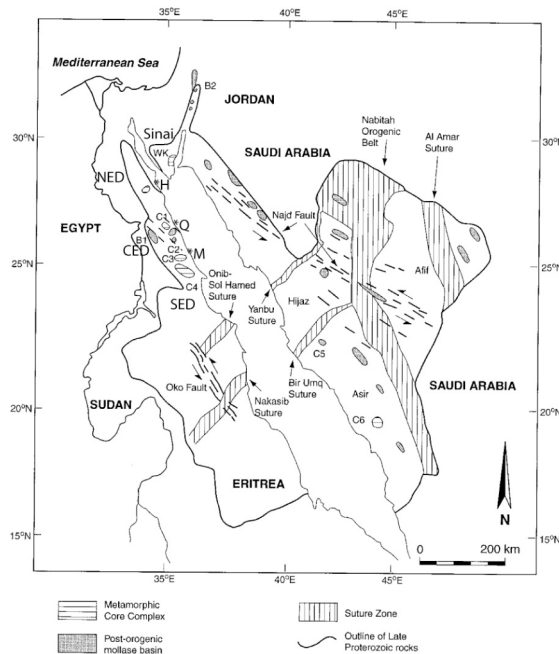 35°E
40°E
45°E
Mediterranean Sea
B2
JORDAN
30°N
Sinai
WK
SAUDI ARABIA
Nabitah
Orogenic
Belt
Al Amar
Suture
30°N
NED
H
Najd Fault
EGYPT
C1
Q
B1
CED
C2
M
C3
25°N
C4
Afif
25°N
SED
Onib-
Sol Hamed
Suture
Yanbu
Suture
Hijaz
C5
Oko Fault
Bir Umq
Suture
Asir
SAUDI ARABIA
20°N
SUDAN
Nakasib
Suture
C6
20°N
ERITREA
N
15°N
15°N
0
200 km
35°E
40°E
45°E
Metamorphic
Core Complex
Suture Zone
Post-orogenic
mollase basin
Outline of Late
Proterozoic rocks